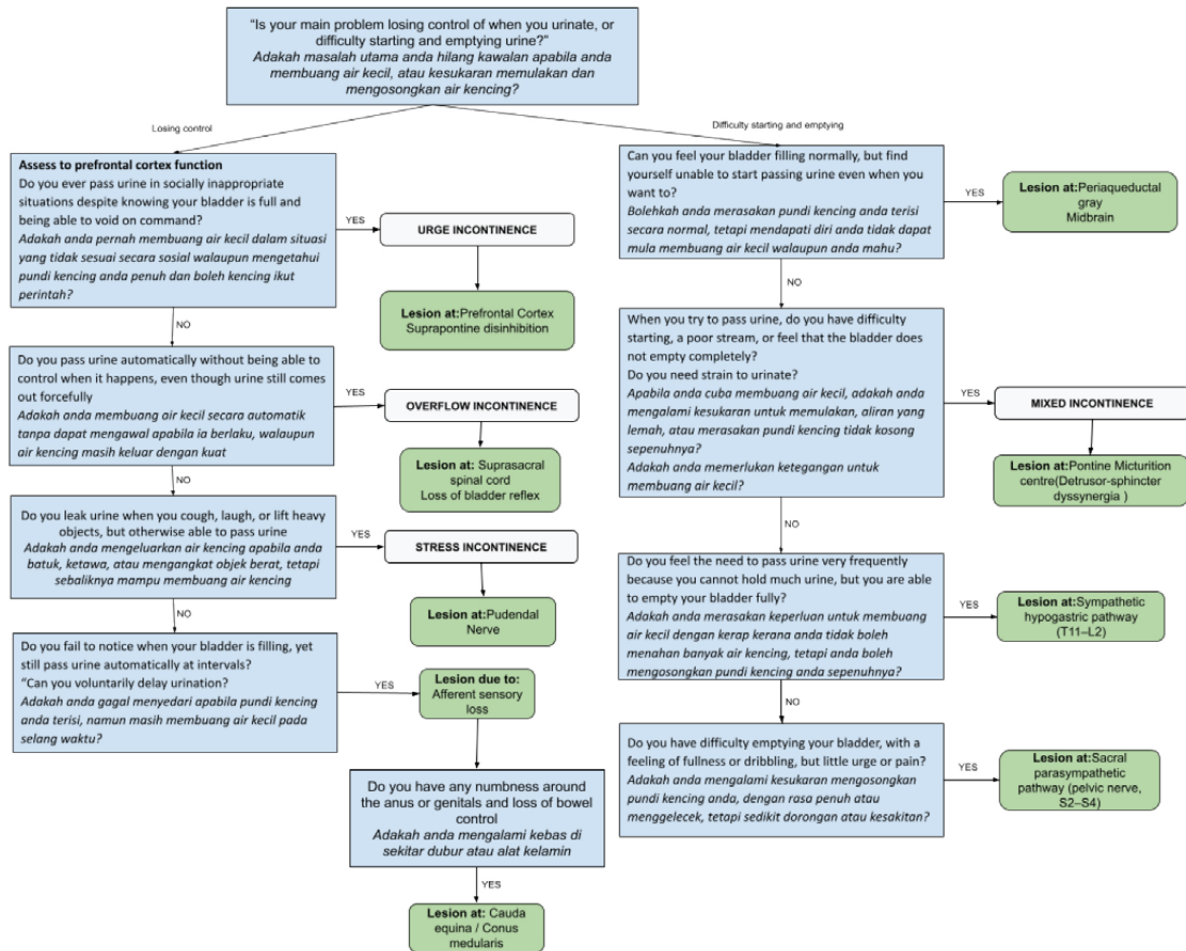 “Is your main problem losing control of when you urinate, or
difficulty starting and emptying urine?”
Adakah masalah utama anda hilang kawalan apabila anda
membuang air kecil, atau kesukaran memulakan dan
mengosongkan air kencing?
Losing control
Difficulty starting and emptying
Assess to prefrontal cortex function
Do you ever pass urine in socially inappropriate
situations despite knowing your bladder is full and
being able to void on command?
Adakah anda pernah membuang air kecil dalam situasi
yang tidak sesuai secara sosial walaupun mengetahui
pundi kencing anda penuh dan boleh kencing ikut
perintah?
YES
URGE INCONTINENCE
Lesion at:Prefrontal Cortex
Suprapontine disinhibition
NO
Do you pass urine automatically without being able to
control when it happens, even though urine still comes
out forcefully
Adakah anda membuang air kecil secara automatik
tanpa dapat mengawal apabila ia berlaku, walaupun
air kencing masih keluar dengan kuat
YES
OVERFLOW INCONTINENCE
Lesion at: Suprasacral
spinal cord
Loss of bladder reflex
NO
Do you leak urine when you cough, laugh, or lift heavy
objects, but otherwise able to pass urine
Adakah anda mengeluarkan air kencing apabila anda
batuk, ketawa, atau mengangkat objek berat, tetapi
sebaliknya mampu membuang air kencing
YES
STRESS INCONTINENCE
Lesion at:Pudendal
Nerve
NO
Do you fail to notice when your bladder is filling, yet
still pass urine automatically at intervals?
“Can you voluntarily delay urination?
Adakah anda gagal menyedari apabila pundi kencing
anda terisi, namun masih membuang air kecil pada
selang waktu?
YES
Lesion due to:
Afferent sensory
loss
Do you have any numbness around
the anus or genitals and loss of bowel
control
Adakah anda mengalami kebas di
sekitar dubur atau alat kelamin
YES
Lesion at: Cauda
equina / Conus
medularis
Can you feel your bladder filling normally, but find
yourself unable to start passing urine even when you
want to?
Bolehkah anda merasakan pundi kencing anda terisi
secara normal, tetapi mendapati diri anda tidak dapat
mula membuang air kecil walaupun anda mahu?
YES
Lesion at:Periaqueductal
gray
Midbrain
NO
When you try to pass urine, do you have difficulty
starting, a poor stream, or feel that the bladder does
not empty completely?
Do you need strain to urinate?
Apabila anda cuba membuang air kecil, adakah anda
mengalami kesukaran untuk memulakan, aliran yang
lemah, atau merasakan pundi kencing tidak kosong
sepenuhnya?
Adakah anda memerlukan ketegangan untuk
membuang air kecil?
YES
MIXED INCONTINENCE
Lesion at:Pontine Micturition
centre(Detrusor-sphincter
dyssynergia )
NO
Do you feel the need to pass urine very frequently
because you cannot hold much urine, but you are able
to empty your bladder fully?
Adakah anda merasakan keperluan untuk membuang
air kecil dengan kerap kerana anda tidak boleh
menahan banyak air kencing, tetapi anda boleh
mengosongkan pundi kencing anda sepenuhnya?
YES
Lesion at:Sympathetic
hypogastric pathway
(T11–L2)
NO
Do you have difficulty emptying your bladder, with a
feeling of fullness or dribbling, but little urge or pain?
Adakah anda mengalami kesukaran mengosongkan
pundi kencing anda, dengan rasa penuh atau
menggelecek, tetapi sedikit dorongan atau kesakitan?
YES
Lesion at:Sacral
parasympathetic
pathway (pelvic nerve,
S2–S4)